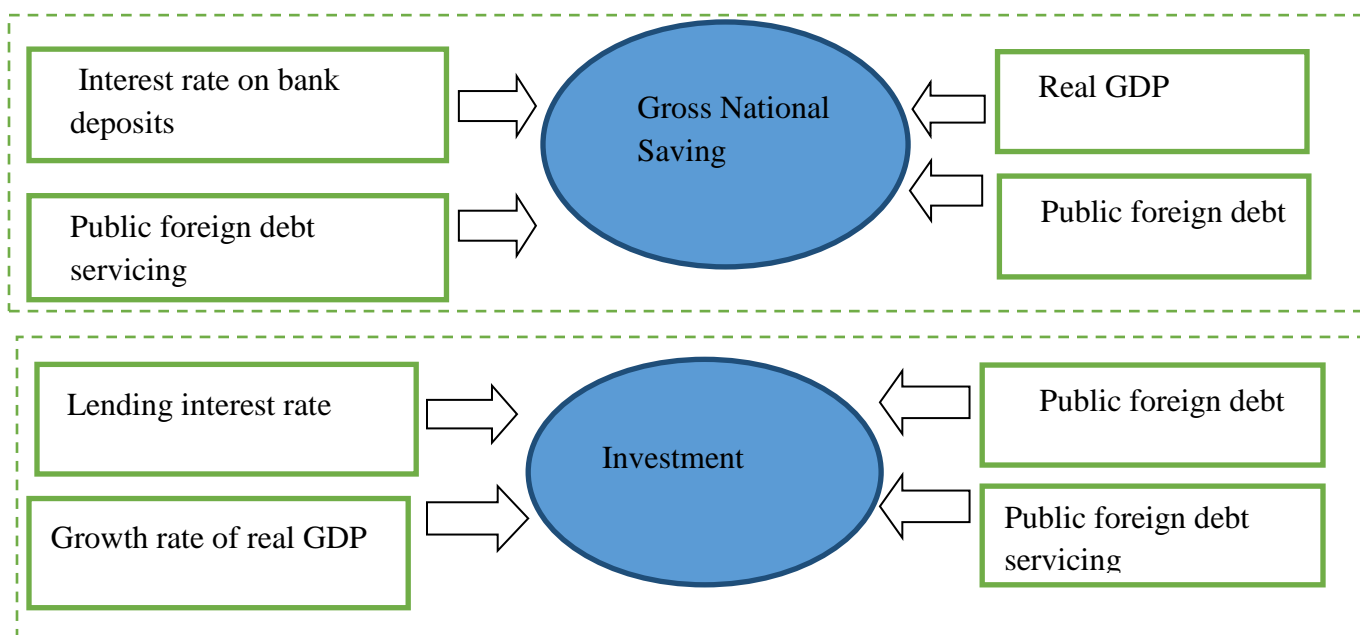 Interest rate on bank
deposits
Public foreign debt
servicing
Gross National
Saving
Real GDP
Public foreign debt
Lending interest rate
Growth rate of real GDP
Investment
Public foreign debt
Public foreign debt
servicing